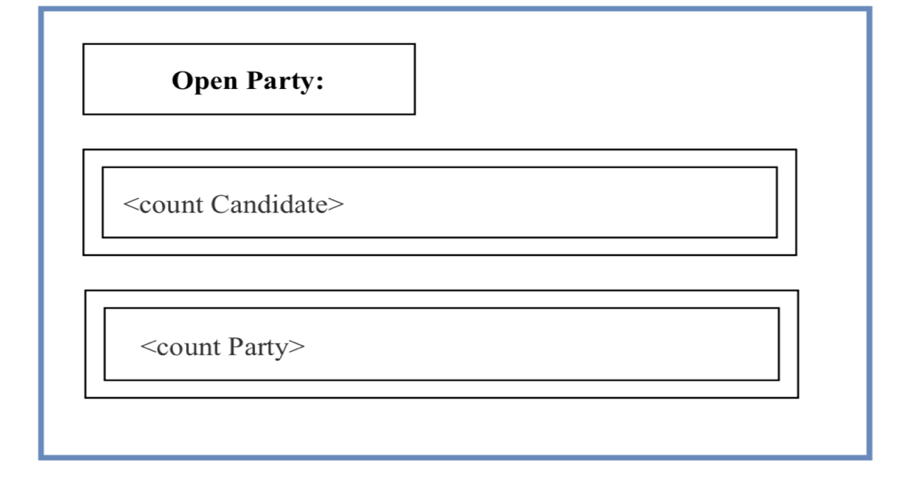 Open Party:
<count Candidate>
<count Party>